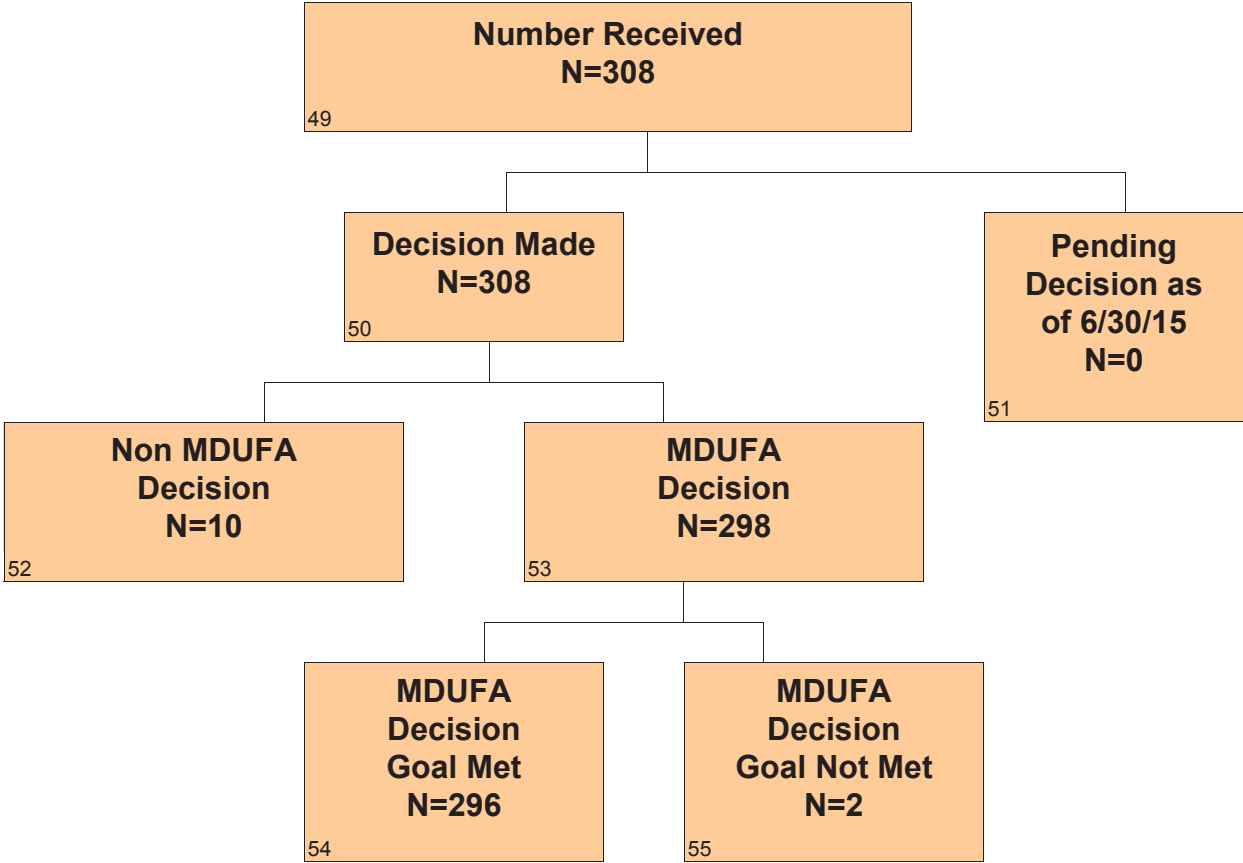 Number Received
N=308
49
Decision Made
N=308
50
Pending
Decision as
of 6/30/15
N=0
51
Non MDUFA
Decision
N=10
52
MDUFA
Decision
N=298
53
MDUFA
Decision
Goal Met
N=296
54
MDUFA
Decision
Goal Not Met
N=2
55